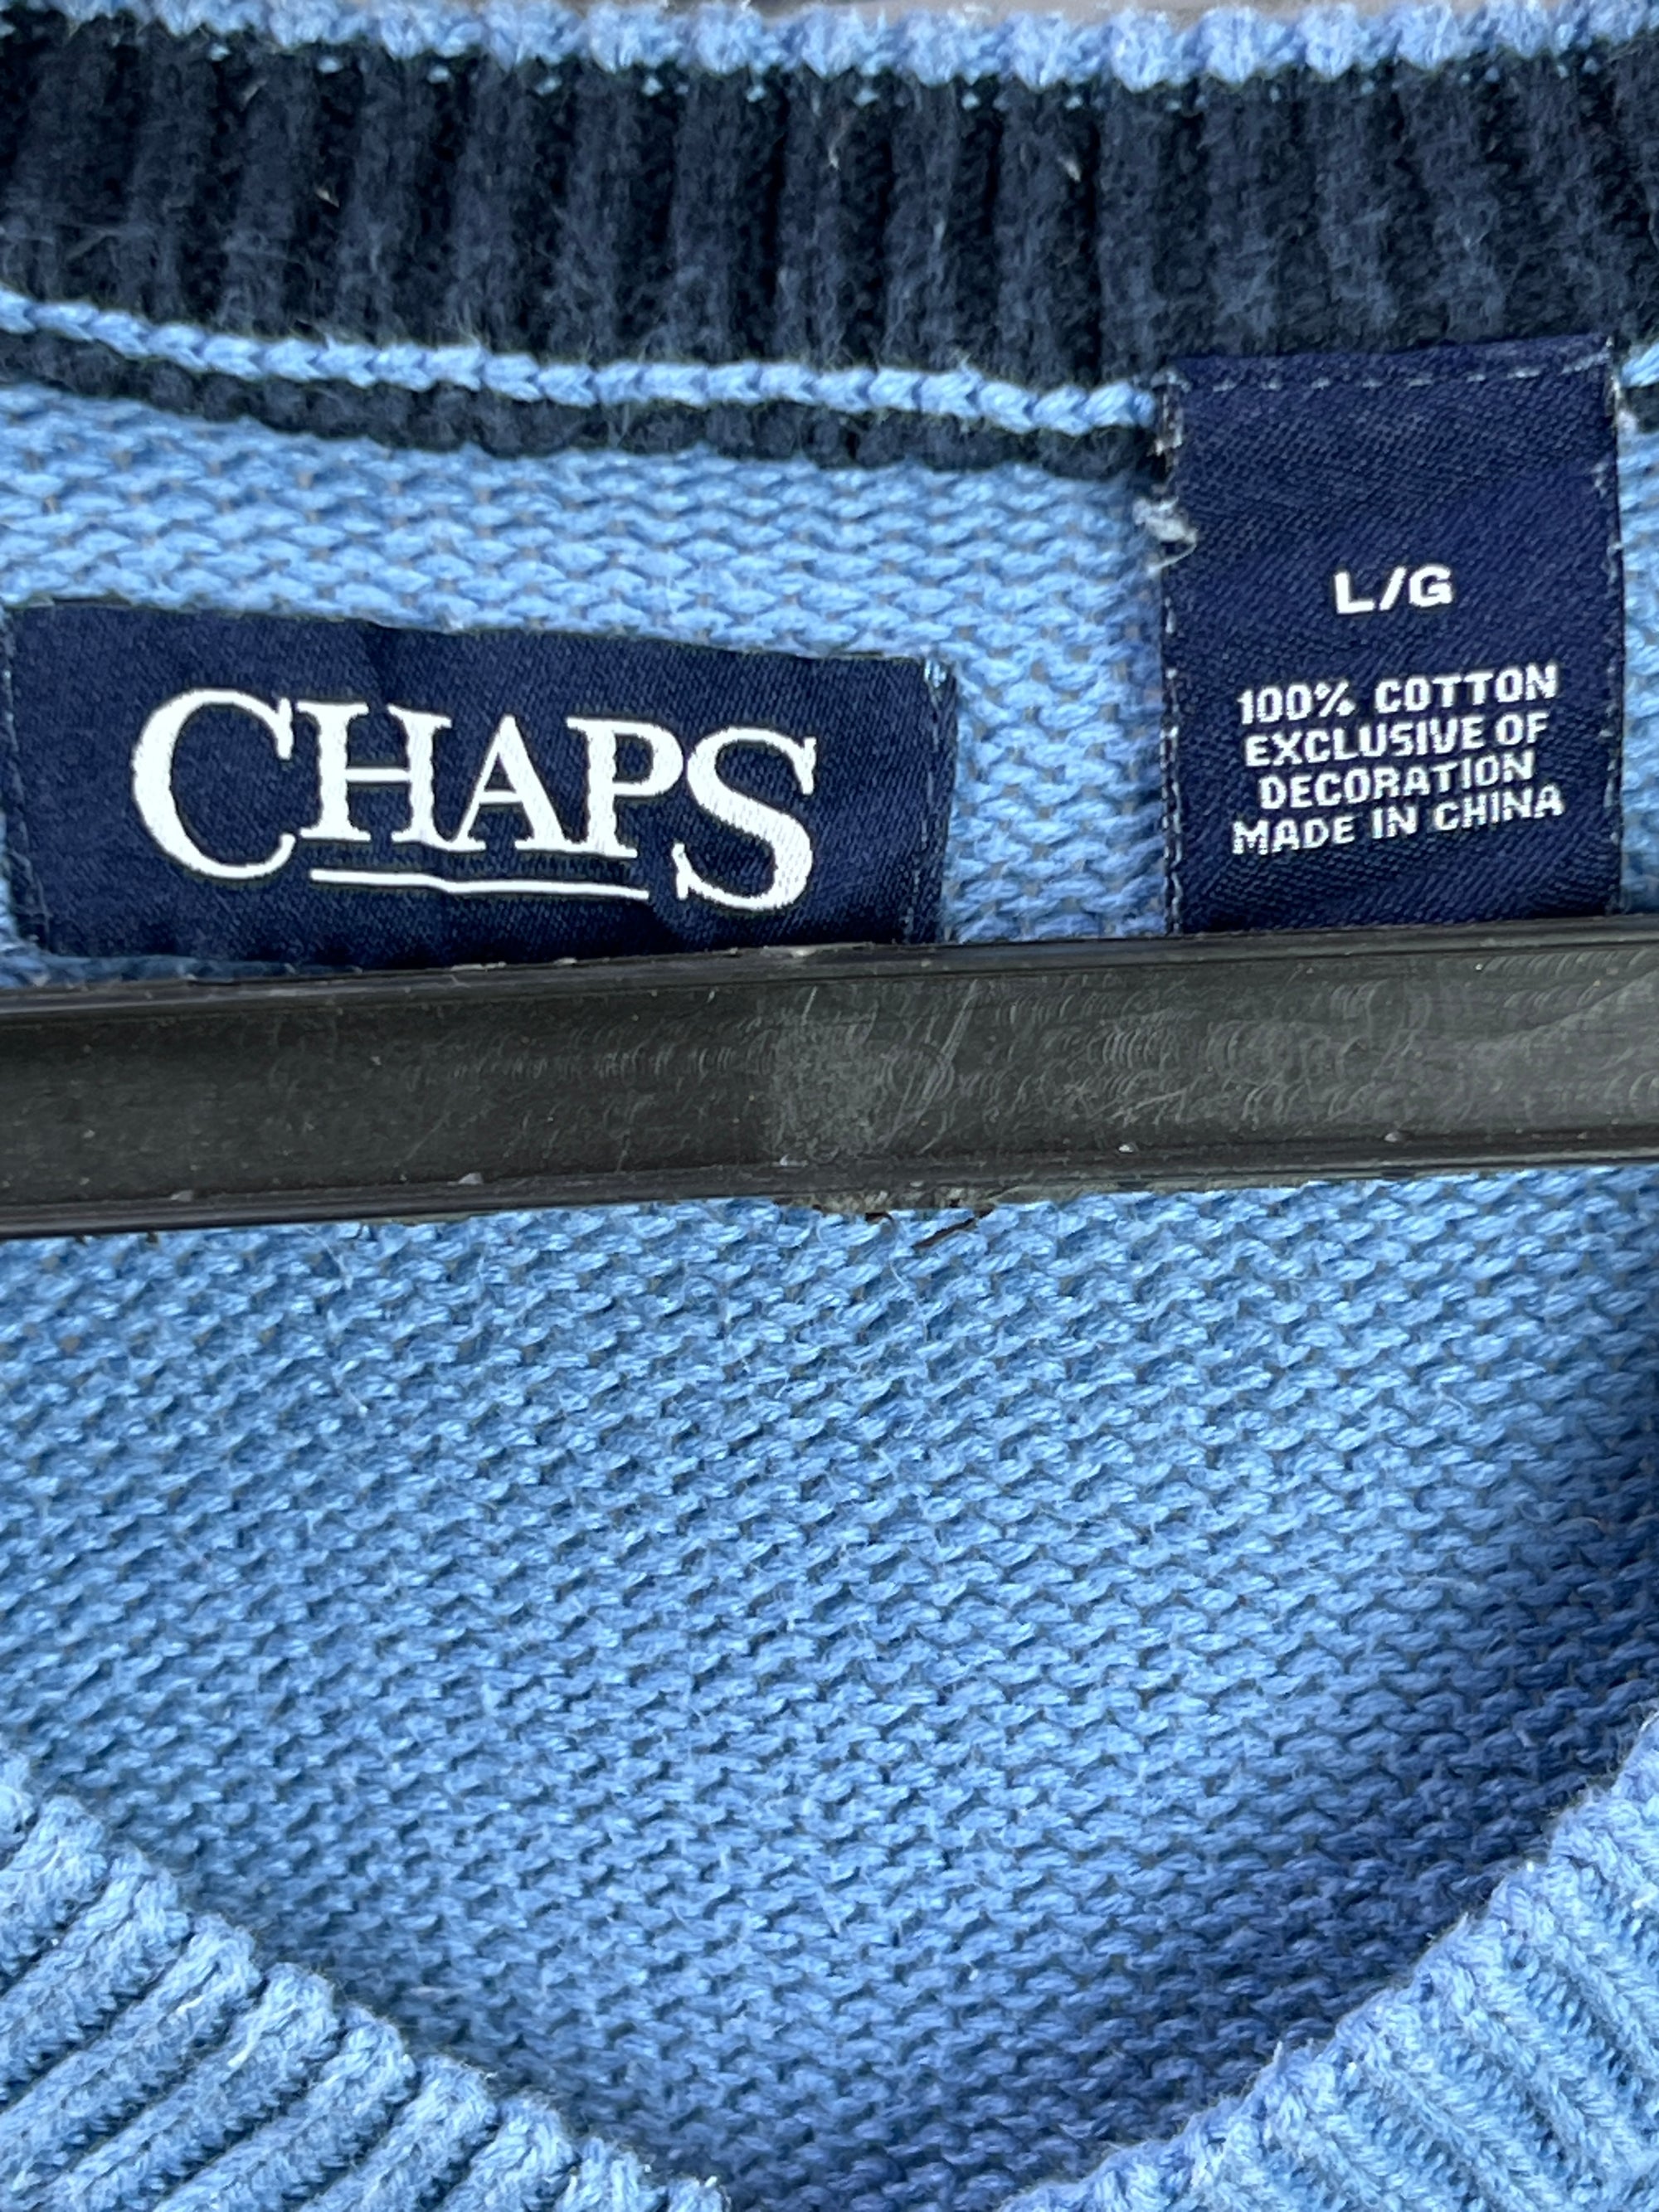 CHAPS
L/G
100% COTTON
EXCLUSIVE OF
DECORATION
MADE IN CHINA